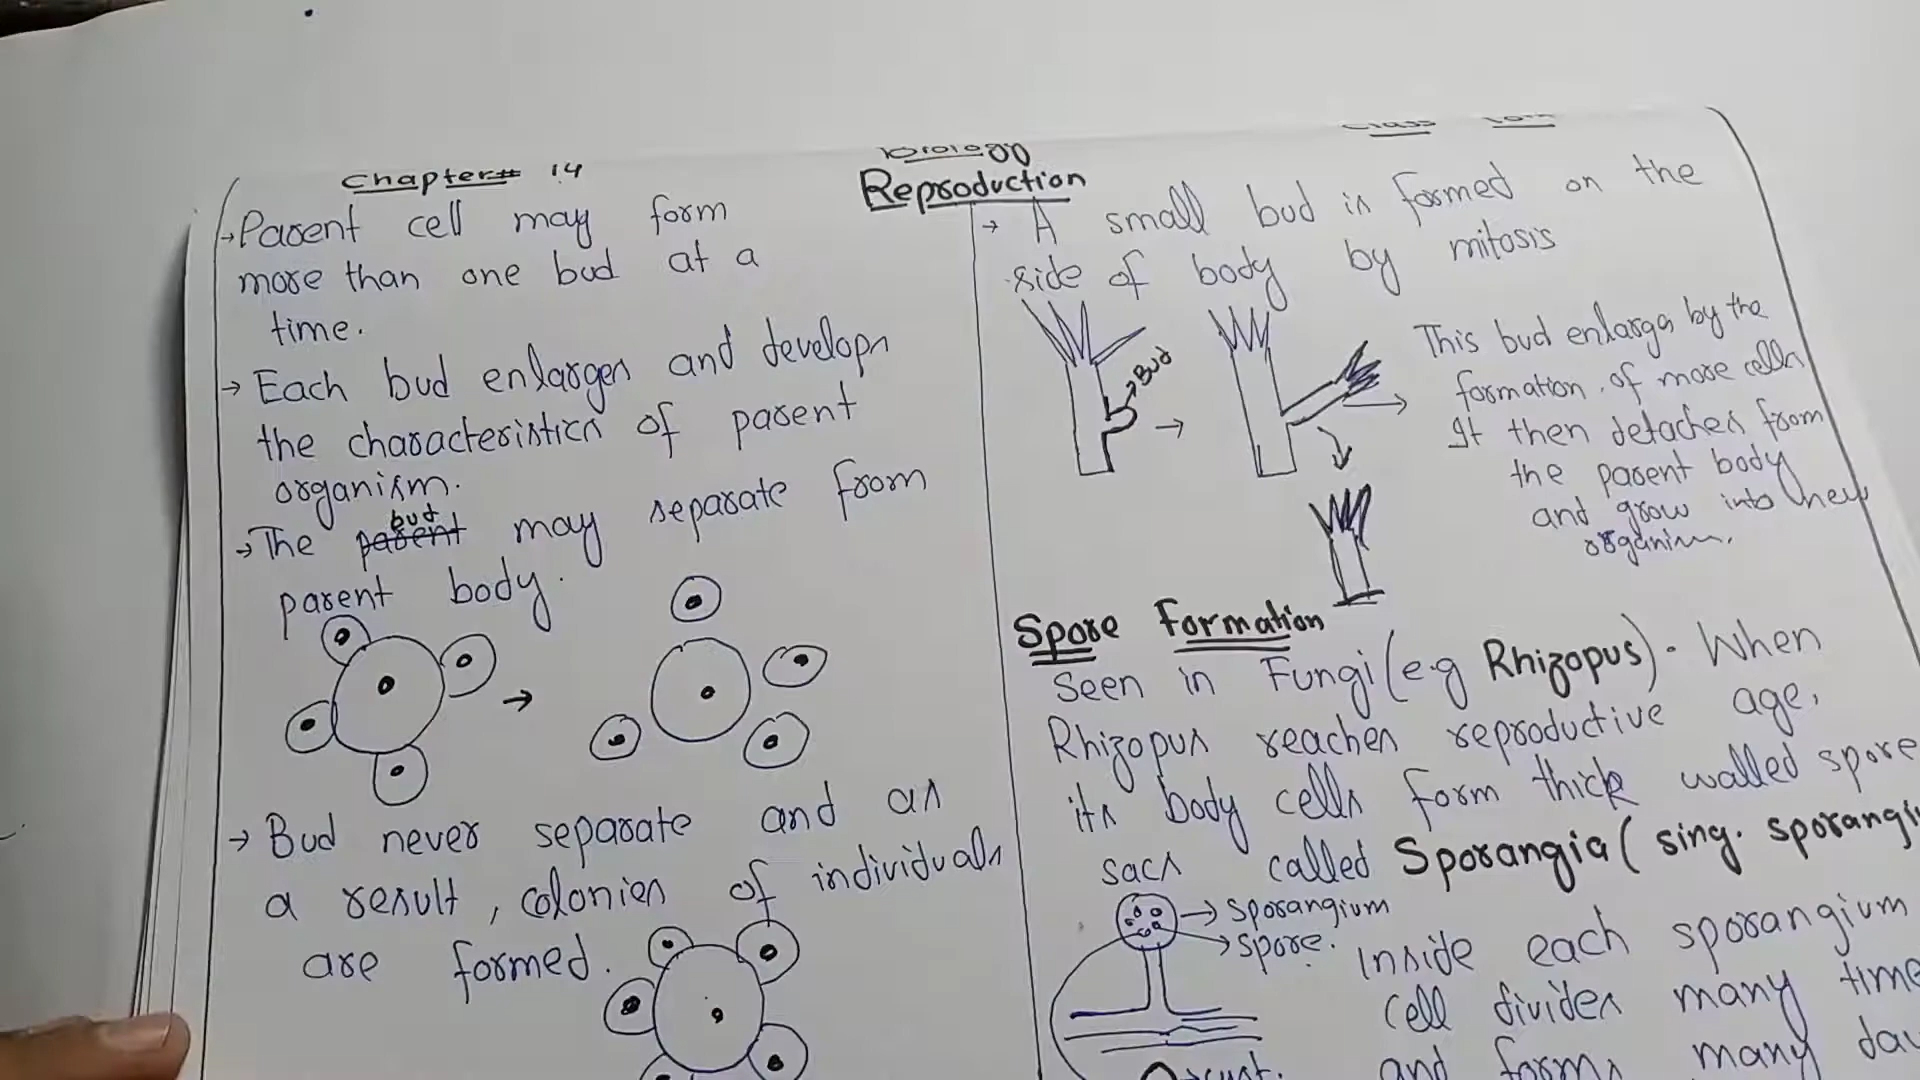 Chapter# 14
Biology
Class 10th
Reproduction
→ Parent cell may form
more than one bud at a
time.
→ Each bud enlarges and develops
the characteristics of parent
organism.
→ The parent bud may separate from
parent body.
→ Bud never separate and as
a result, colonies of individuals
are formed.
→ A small bud is formed on the
side of body by mitosis
→ Bud
This bud enlarga by the
formation of more cells
It then detaches from
the parent body
and grow into new
organism.
Spore Formation
Seen in Fungi (e.g Rhizopus). When
Rhizopus reaches reproductive age,
its body cells form thick walled spore
sacs called Sporangia ( sing.
→ sporangium
→ spore.
Inside each sporangium
cell divides many
and forms many